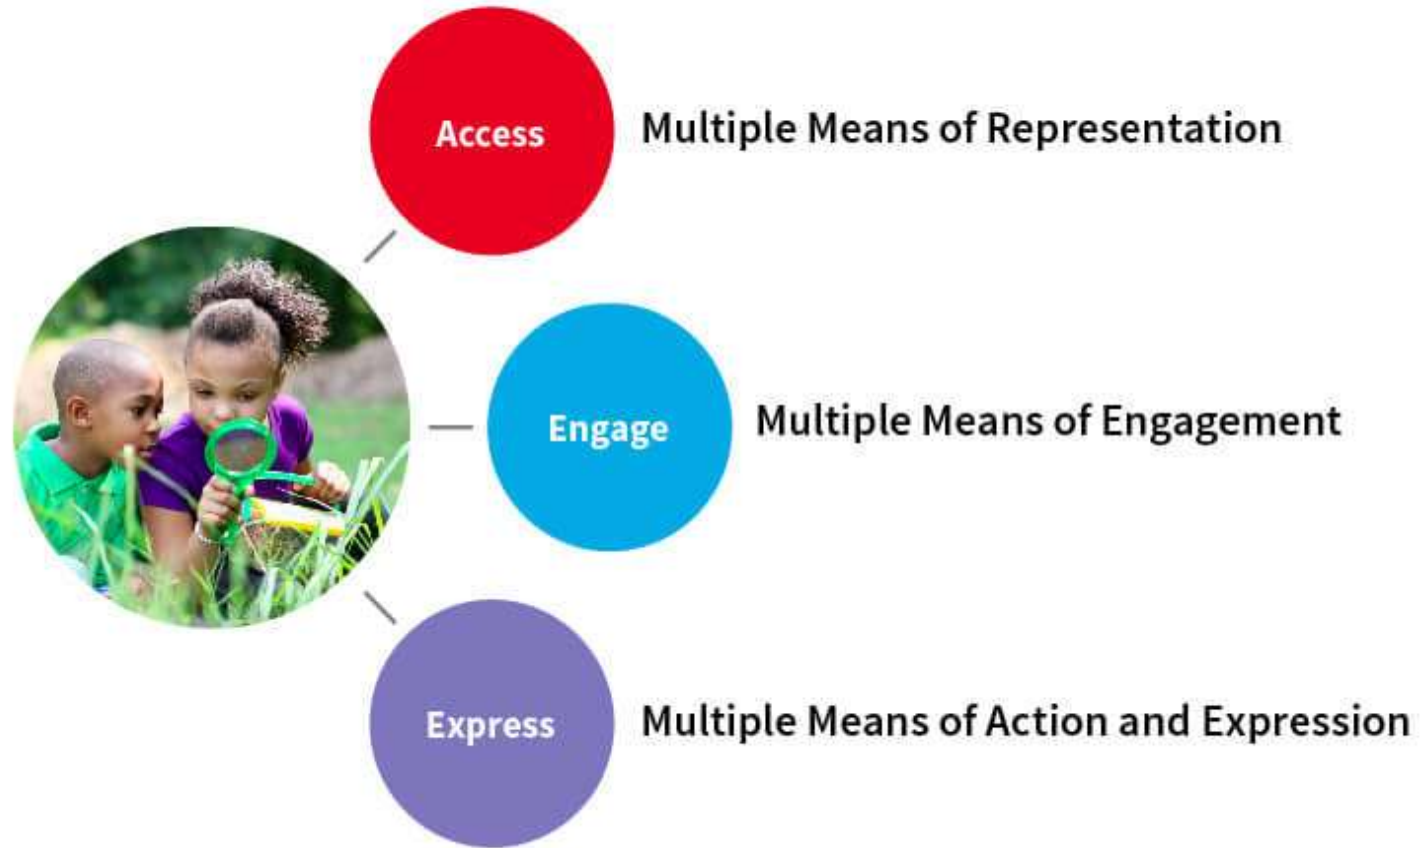 Access
Multiple Means of Representation
Engage
Multiple Means of Engagement
Express
Multiple Means of Action and Expression